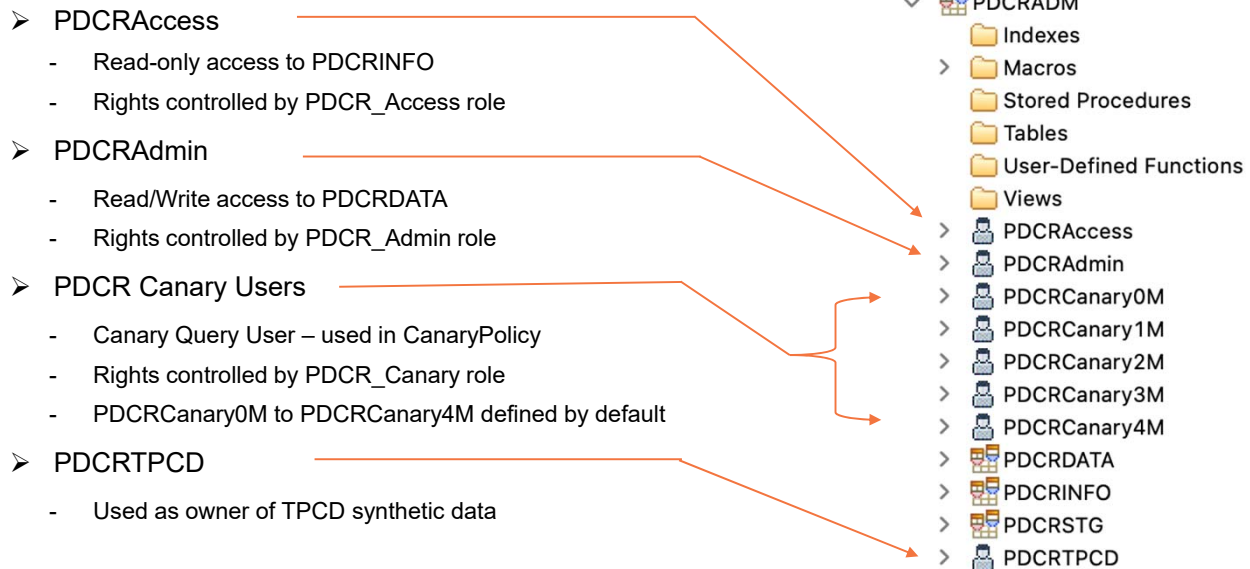 ➢ PDCRAccess
- Read-only access to PDCRINFO
- Rights controlled by PDCR_Access role
➢ PDCRAdmin
- Read/Write access to PDCRDATA
- Rights controlled by PDCR_Admin role
➢ PDCR Canary Users
- Canary Query User – used in CanaryPolicy
- Rights controlled by PDCR_Canary role
- PDCRCanary0M to PDCRCanary4M defined by default
➢ PDCRTPCD
- Used as owner of TPCD synthetic data
PDCRADM
Indexes
Macros
Stored Procedures
Tables
User-Defined Functions
Views
PDCRAccess
PDCRAdmin
PDCRCanary0M
PDCRCanary1M
PDCRCanary2M
PDCRCanary3M
PDCRCanary4M
PDCRDATA
PDCRINFO
PDCRSTG
PDCRTPCD